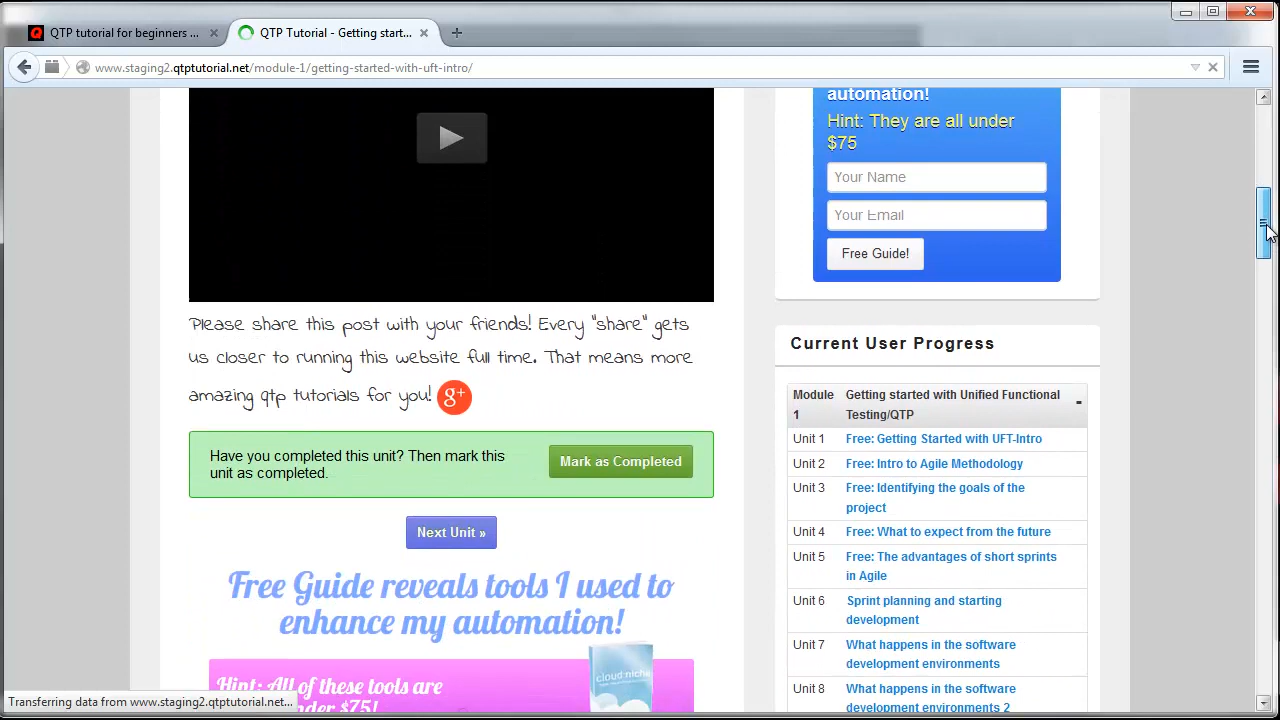 QTP tutorial for beginners ...
QTP Tutorial - Getting start...
www.staging2.qtptutorial.net/module-1/getting-started-with-uft-intro/
automation!
Hint: They are all under
$75
Your Name
Your Email
Free Guide!
Please share this post with your friends! Every "share" gets
us closer to running this website full time. That means more
amazing qtp tutorials for you!
g+
Have you completed this unit? Then mark this
unit as completed.
Mark as Completed
Next Unit »
Free Guide reveals tools I used to
enhance my automation!
Hint: All of these tools are
under $75!
cloud niche
Current User Progress
Module 1 Getting started with Unified Functional Testing/QTP -
Unit 1 Free: Getting Started with UFT-Intro
Unit 2 Free: Intro to Agile Methodology
Unit 3 Free: Identifying the goals of the
project
Unit 4 Free: What to expect from the future
Unit 5 Free: The advantages of short sprints
in Agile
Unit 6 Sprint planning and starting
development
Unit 7 What happens in the software
development environments
Unit 8 What happens in the software
development environments 2
Transferring data from www.staging2.qtptutorial.net...